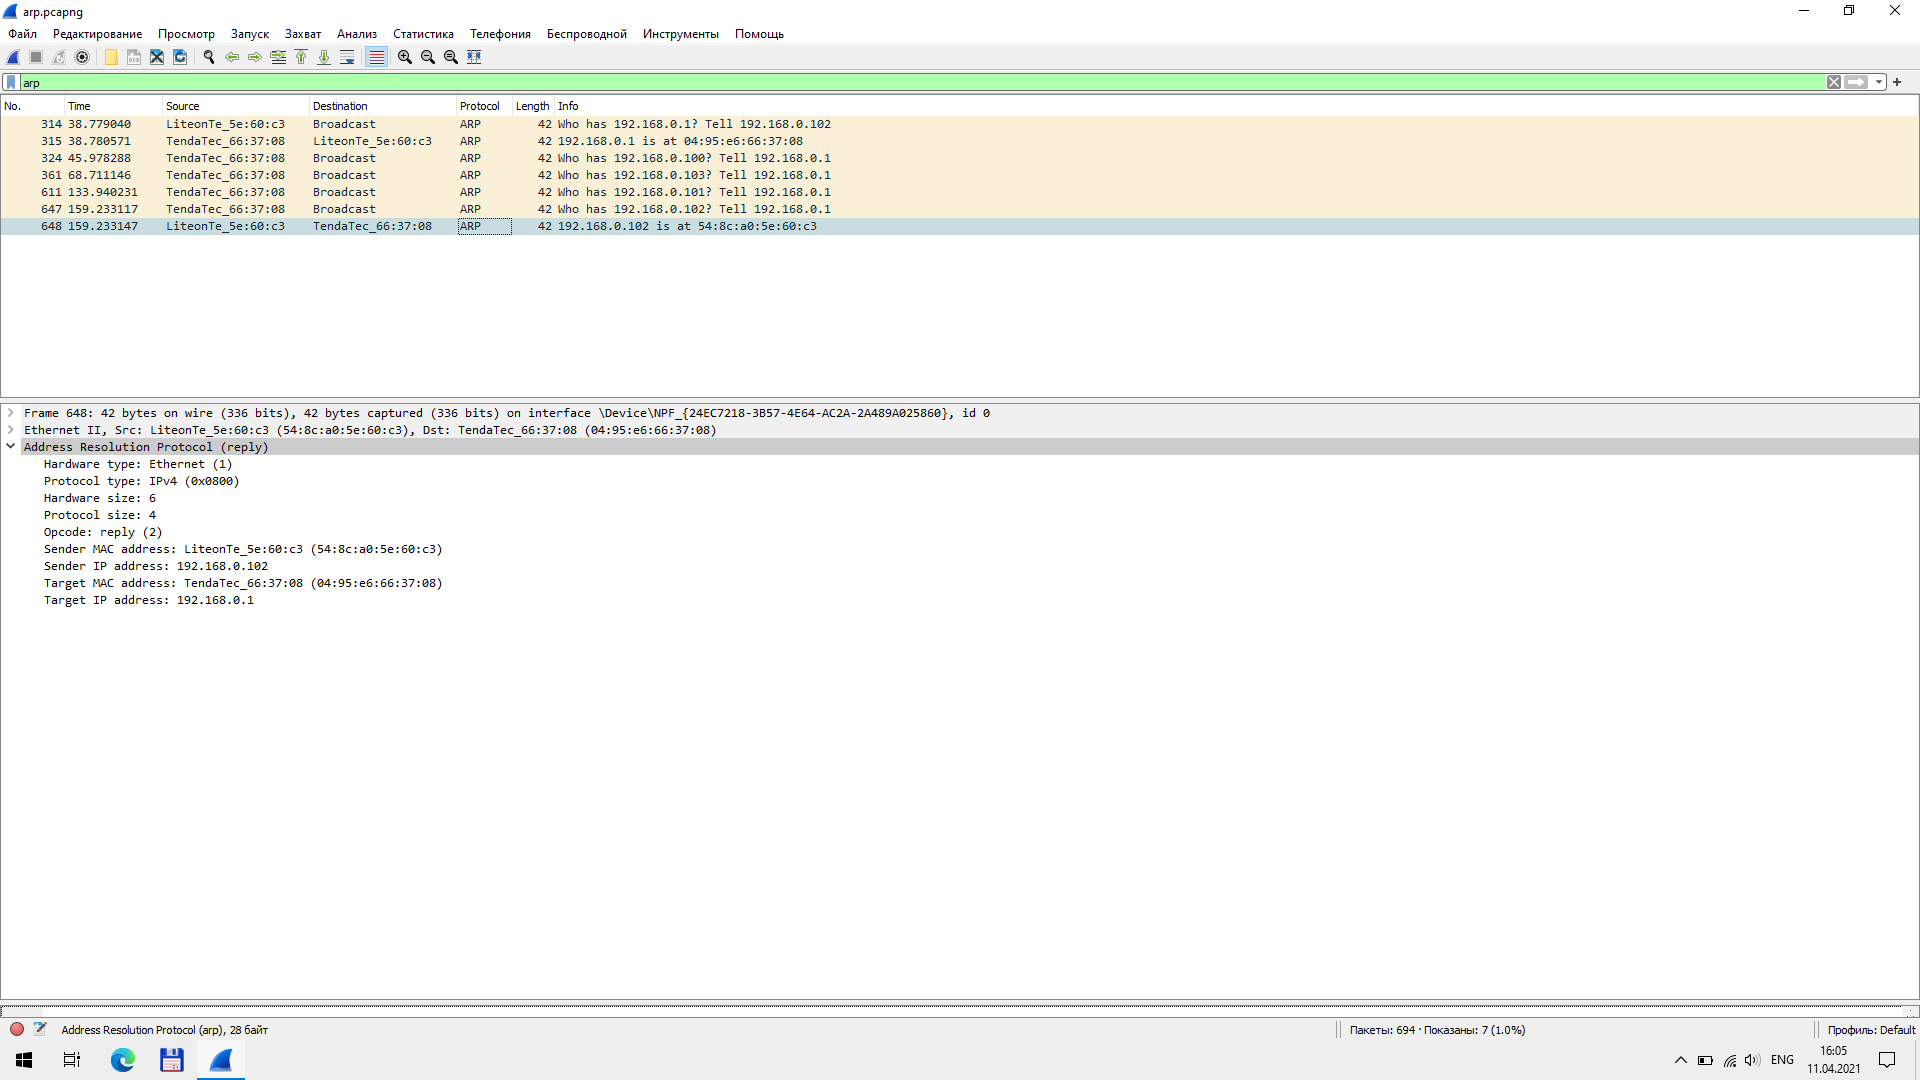 arp.pcapng
Файл Редактирование Просмотр Запуск Захват Анализ Статистика Телефония Беспроводной Инструменты Помощь
arp
No. Time Source Destination Protocol Length Info
314 38.779040 LiteonTe_5e:60:c3 Broadcast ARP 42 Who has 192.168.0.1? Tell 192.168.0.102
315 38.780571 TendaTec_66:37:08 LiteonTe_5e:60:c3 ARP 42 192.168.0.1 is at 04:95:e6:66:37:08
324 45.978288 TendaTec_66:37:08 Broadcast ARP 42 Who has 192.168.0.100? Tell 192.168.0.1
361 68.711146 TendaTec_66:37:08 Broadcast ARP 42 Who has 192.168.0.103? Tell 192.168.0.1
611 133.940231 TendaTec_66:37:08 Broadcast ARP 42 Who has 192.168.0.101? Tell 192.168.0.1
647 159.233117 TendaTec_66:37:08 Broadcast ARP 42 Who has 192.168.0.102? Tell 192.168.0.1
648 159.233147 LiteonTe_5e:60:c3 TendaTec_66:37:08 ARP 42 192.168.0.102 is at 54:8c:a0:5e:60:c3
Frame 648: 42 bytes on wire (336 bits), 42 bytes captured (336 bits) on interface \Device\NPF_{24EC7218-3B57-4E64-AC2A-2A489A025860}, id 0
Ethernet II, Src: LiteonTe_5e:60:c3 (54:8c:a0:5e:60:c3), Dst: TendaTec_66:37:08 (04:95:e6:66:37:08)
Address Resolution Protocol (reply)
Hardware type: Ethernet (1)
Protocol type: IPv4 (0x0800)
Hardware size: 6
Protocol size: 4
Opcode: reply (2)
Sender MAC address: LiteonTe_5e:60:c3 (54:8c:a0:5e:60:c3)
Sender IP address: 192.168.0.102
Target MAC address: TendaTec_66:37:08 (04:95:e6:66:37:08)
Target IP address: 192.168.0.1
Address Resolution Protocol (arp), 28 байт
Пакеты: 694 · Показаны: 7 (1.0%)
Профиль: Default
ENG
16:05
11.04.2021